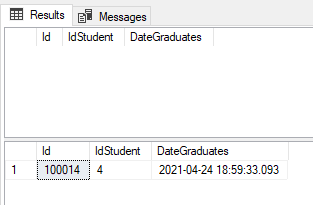 Results Messages
Id IdStudent DateGraduates
Id IdStudent DateGraduates
1 100014 4 2021-04-24 18:59:33.093